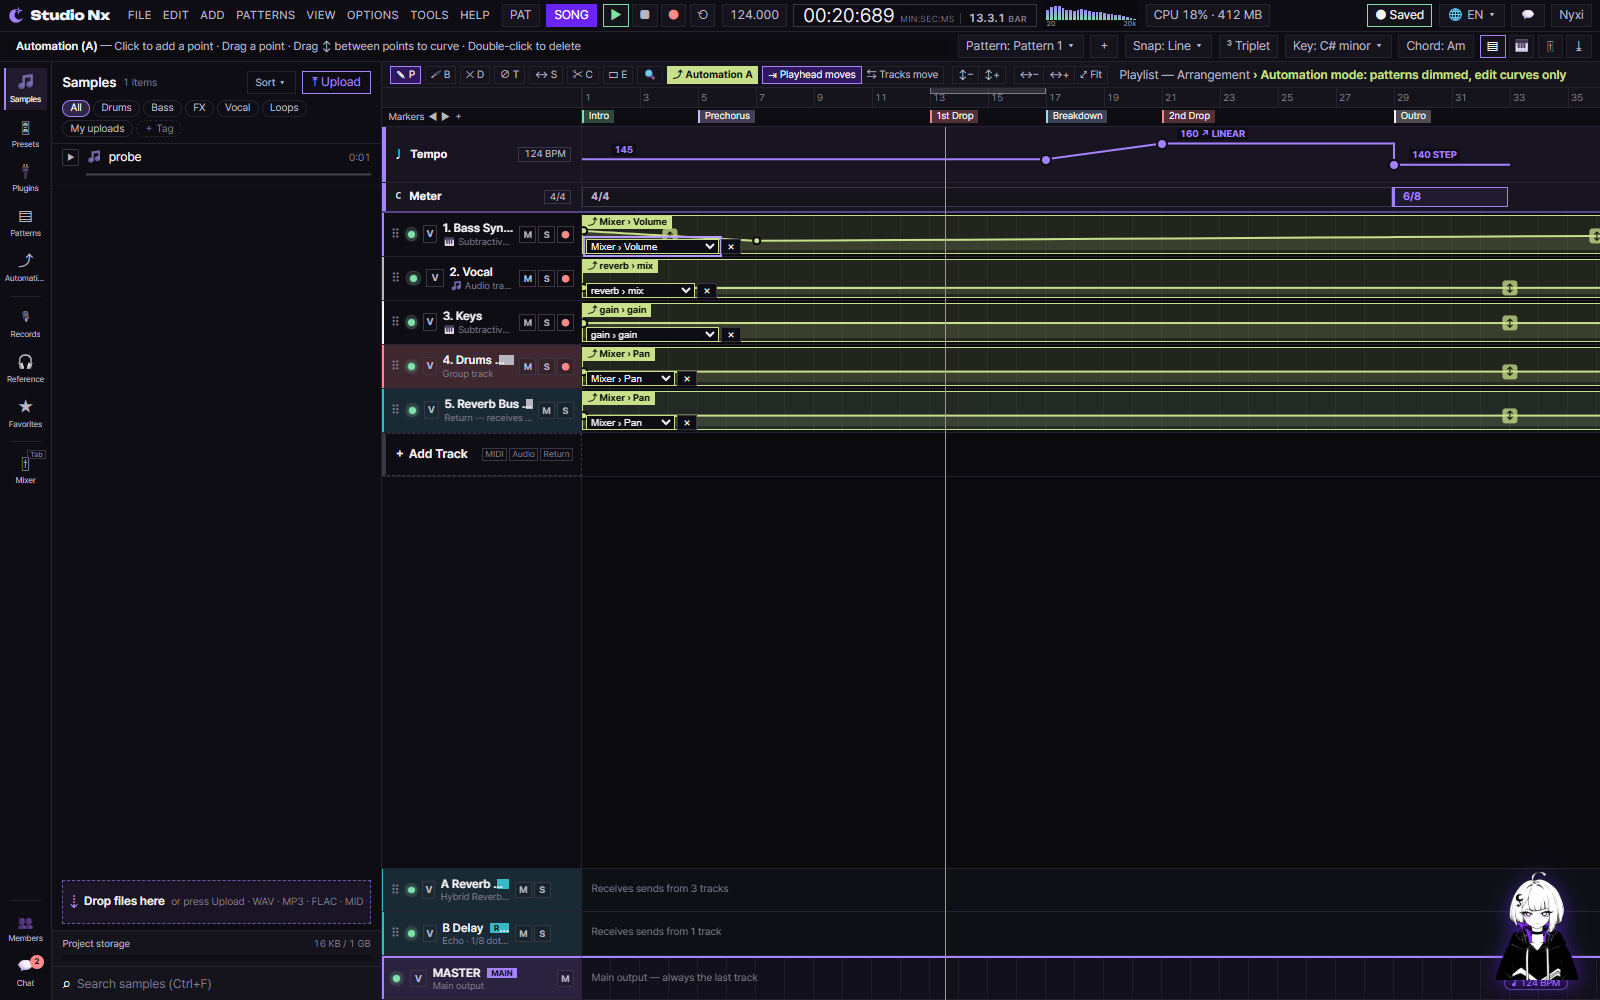 Studio Nx FILE EDIT ADD PATTERNS VIEW OPTIONS TOOLS HELP PAT SONG 124.000 00:20:689 MIN:SEC:MS 13.3.1 BAR 20 20k CPU 18% · 412 MB Saved EN Nyxi
Automation (A) — Click to add a point · Drag a point · Drag ↕ between points to curve · Double-click to delete Pattern: Pattern 1 + Snap: Line 3 Triplet Key: C# minor Chord: Am
Samples
Presets
Plugins
Patterns
Automati...
Records
Reference
Favorites
Tab
Mixer
Members
2
Chat
Samples 1 items Sort Upload
All Drums Bass FX Vocal Loops
My uploads + Tag
probe 0:01
Drop files here or press Upload · WAV · MP3 · FLAC · MID
Project storage 16 KB / 1 GB
Search samples (Ctrl+F)
P B D T S C E Automation A Playhead moves Tracks move Fit Playlist — Arrangement › Automation mode: patterns dimmed, edit curves only
1 3 5 7 9 11 13 15 17 19 21 23 25 27 29 31 33 35
Markers + Intro Prechorus 1st Drop Breakdown 2nd Drop Outro
Tempo 124 BPM 145 160 ↗ LINEAR 140 STEP
Meter 4/4 4/4 6/8
V 1. Bass Syn... Subtractiv... M S Mixer › Volume
Mixer › Volume ×
V 2. Vocal Audio tra... M S reverb › mix
reverb › mix ×
V 3. Keys Subtractiv... M S gain › gain
gain › gain ×
V 4. Drums ... Group track M S Mixer › Pan
Mixer › Pan ×
V 5. Reverb Bus ... Return — receives ... M S Mixer › Pan
Mixer › Pan ×
+ Add Track MIDI Audio Return
V A Reverb ... Hybrid Reverb... M S Receives sends from 3 tracks
V B Delay R... Echo · 1/8 dot... M S Receives sends from 1 track
V MASTER MAIN Main output M Main output — always the last track
124 BPM